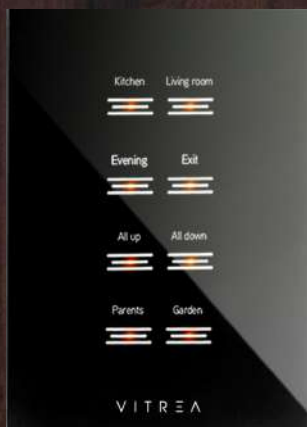 Kitchen Living room
Evening Exit
All up All down
Parents Garden
VITREA